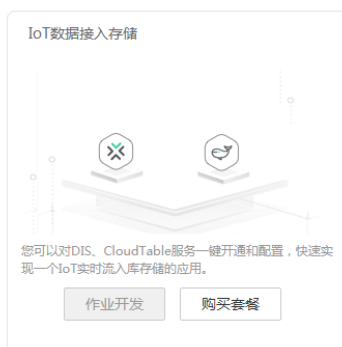 IoT数据接入存储
您可以对DIS、CloudTable服务一键开通和配置，快速实
现一个IoT实时流入库存储的应用。
作业开发
购买套餐